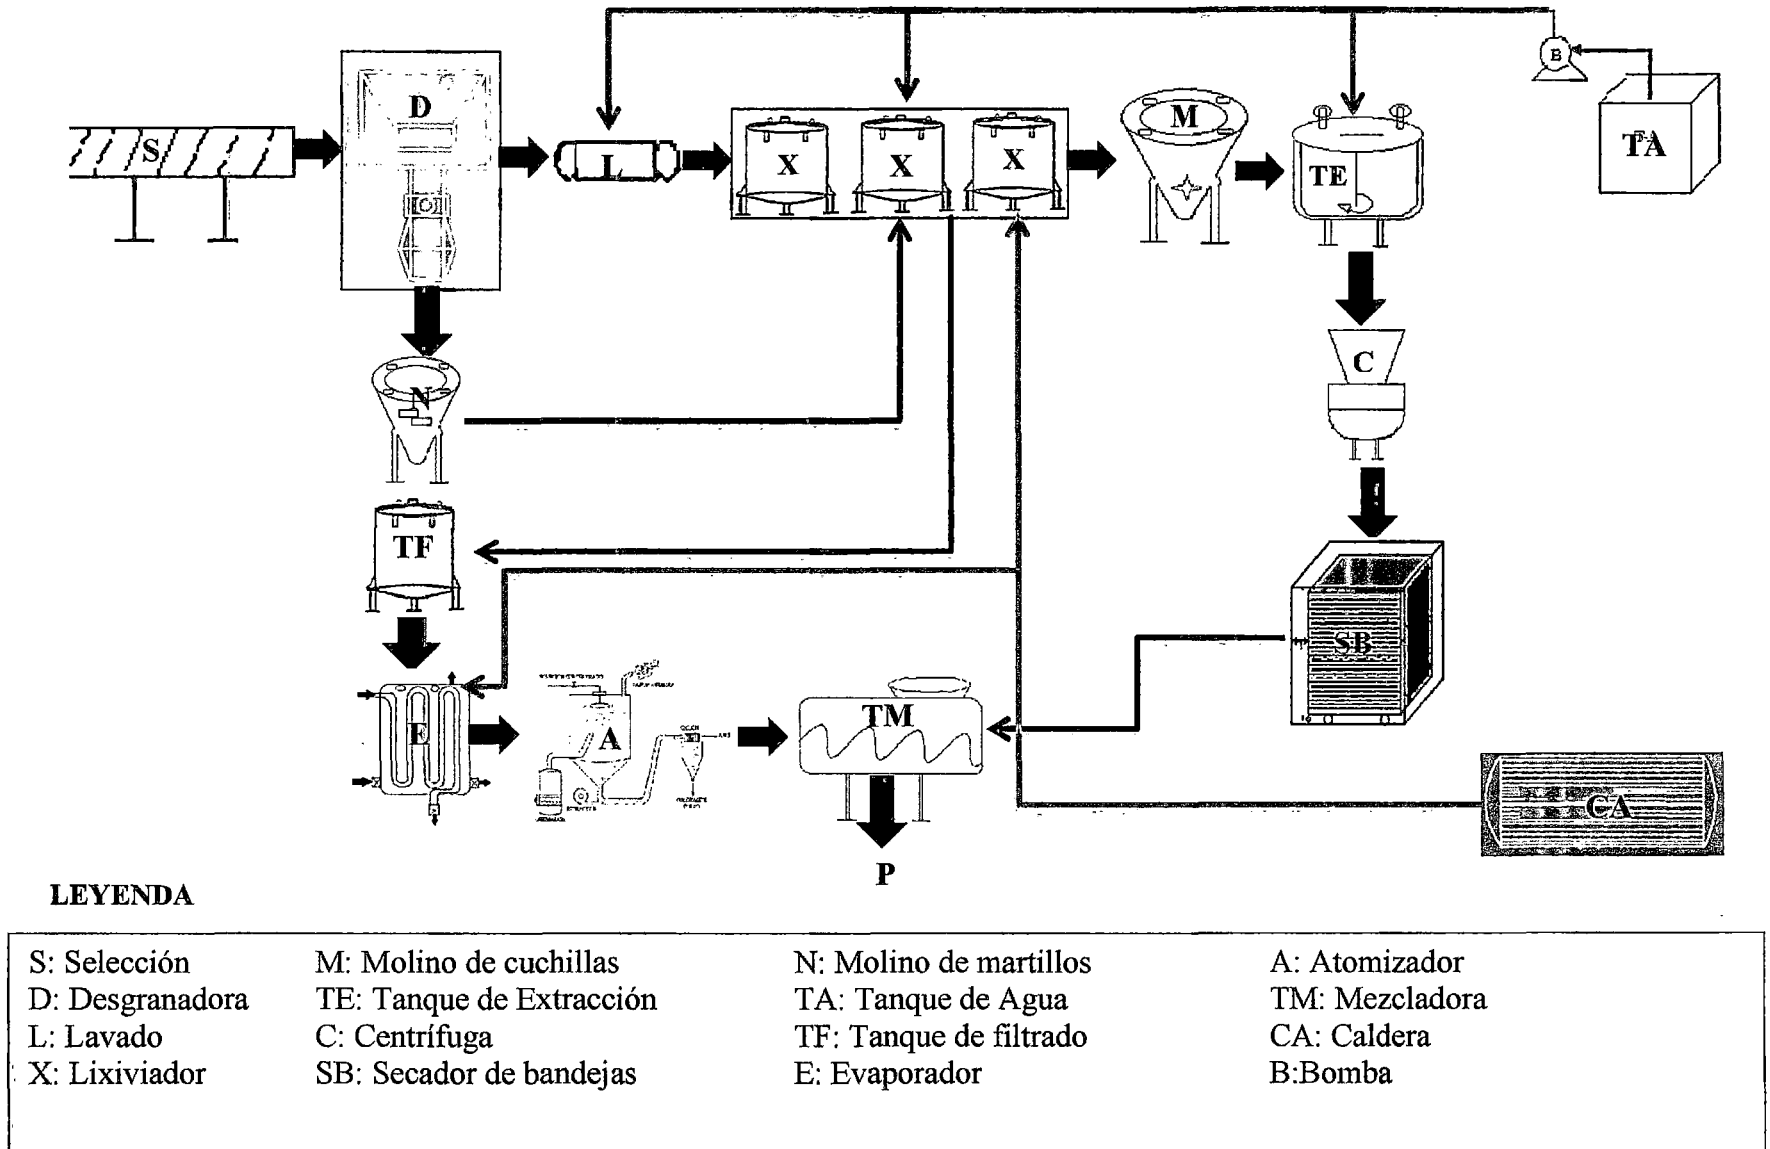 B
D
TA
M
S
L
X
X
X
TE
C
N
TF
SB
TM
E
A
CA
P
LEYENDA
S: Selección M: Molino de cuchillas N: Molino de martillos A: Atomizador
D: Desgranadora TE: Tanque de Extracción TA: Tanque de Agua TM: Mezcladora
L: Lavado C: Centrífuga TF: Tanque de filtrado CA: Caldera
X: Lixiviador SB: Secador de bandejas E: Evaporador B:Bomba